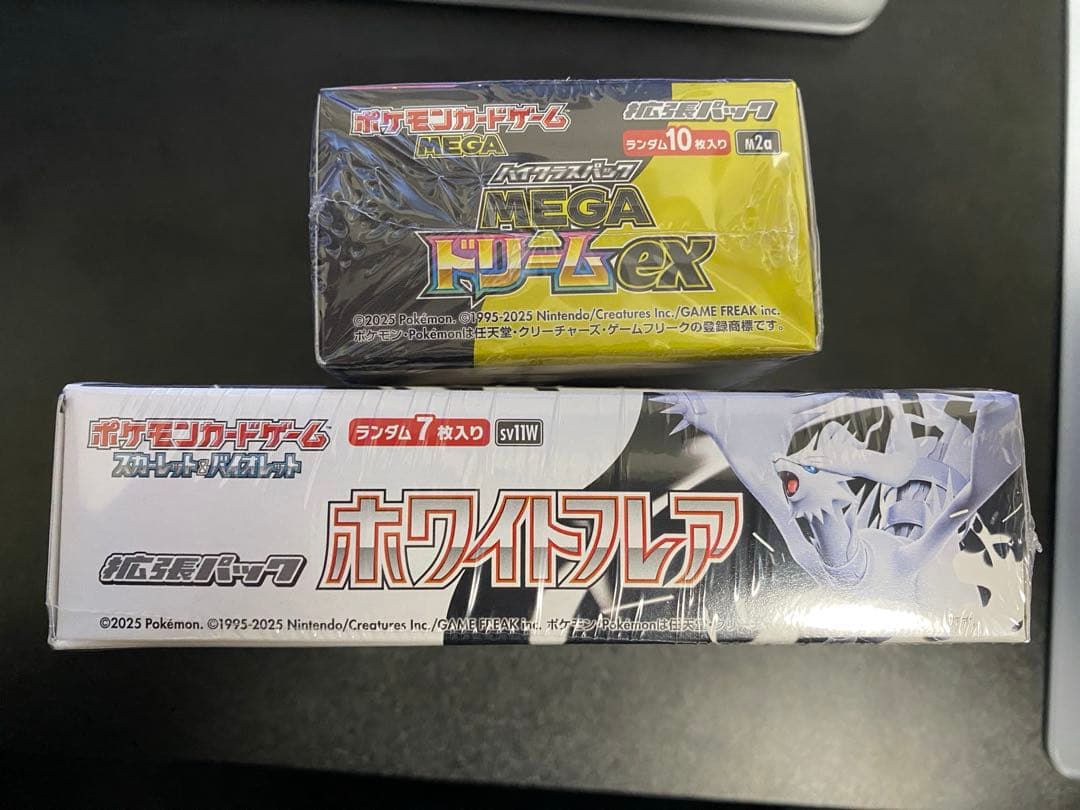 ポケモンカードゲーム
MEGA
拡張パック
ランダム10枚入り M2a
ハイクラスパック
MEGA
ドリームex
©2025 Pokémon. ©1995-2025 Nintendo/Creatures Inc./GAME FREAK inc.
ポケモン・Pokémonは任天堂・クリーチャーズ・ゲームフリークの登録商標です。
ポケモンカードゲーム
スカーレット&バイオレット
ランダム7枚入り SV11W
拡張パック
ホワイトフレア
©2025 Pokémon. ©1995-2025 Nintendo/Creatures Inc./GAME FREAK inc. ポケモン・Pokémonは任天堂・クリーチ